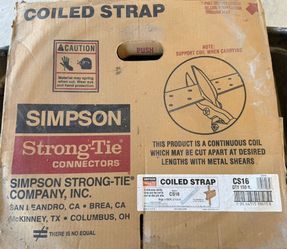 COILED STRAP
CAUTION
Material may spring
when cut. Wear eye
and hand protection.
PUSH
NOTE:
SUPPORT COIL WHEN CARRYING
SIMPSON
Strong-Tie®
CONNECTORS
SIMPSON STRONG-TIE®
COMPANY, INC.
SAN LEANDRO, CA • BREA, CA
McKINNEY, TX • COLUMBUS, OH
THERE IS NO EQUAL
THIS PRODUCT IS A CONTINUOUS COIL
WHICH MAY BE CUT APART AT DESIRED
LENGTHS WITH METAL SHEARS
COILED STRAP
CS16
QTY 150 ft.
CS16